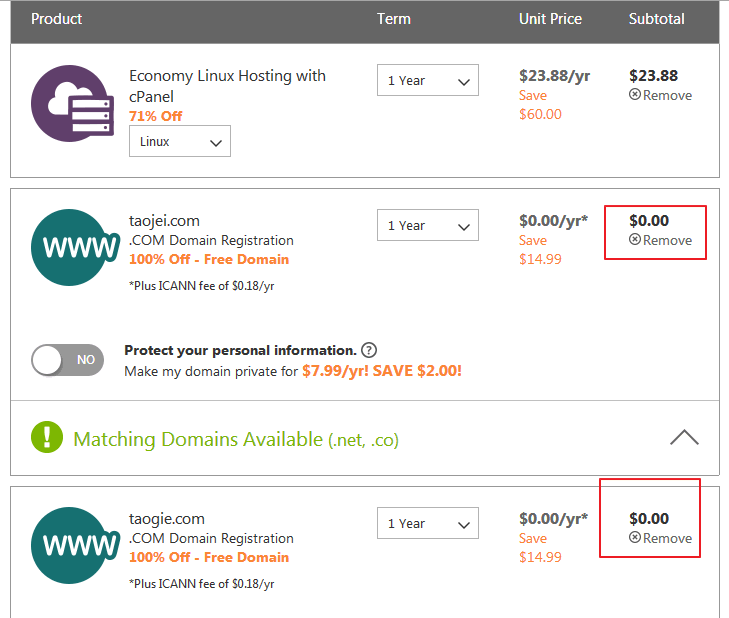 Product Term Unit Price Subtotal
Economy Linux Hosting with $23.88/yr $23.88
1 Year
cPanel Save Remove
71% Off $60.00
Linux
taojei.com $0.00/yr* $0.00
1 Year
.COM Domain Registration Save Remove
100% Off - Free Domain $14.99
WWW
*Plus ICANN fee of $0.18/yr
Protect your personal information. ?
NO
Make my domain private for $7.99/yr! SAVE $2.00!
! Matching Domains Available (.net, .co)
taogie.com $0.00/yr* $0.00
1 Year
.COM Domain Registration Save Remove
100% Off - Free Domain $14.99
WWW
*Plus ICANN fee of $0.18/yr